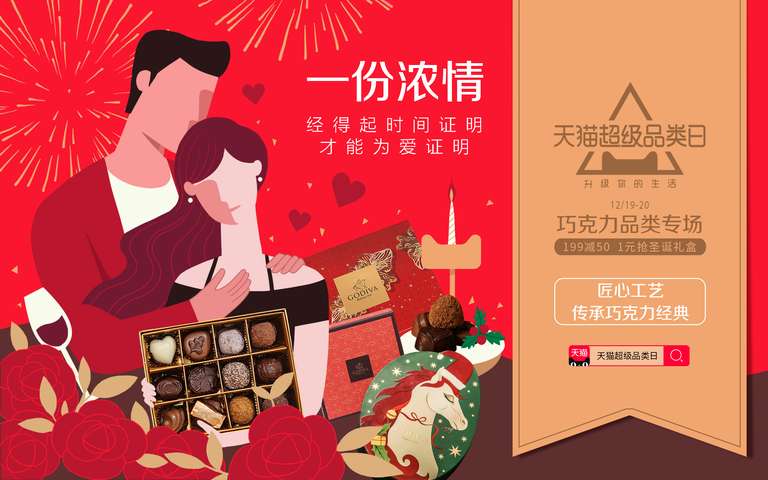 一份浓情
经得起时间证明
才能为爱证明
GODIVA
天猫超级品类日
升级你的生活
12/19-20
巧克力品类专场
199减50 1元抢圣诞礼盒
匠心工艺
传承巧克力经典
天猫 天猫超级品类日